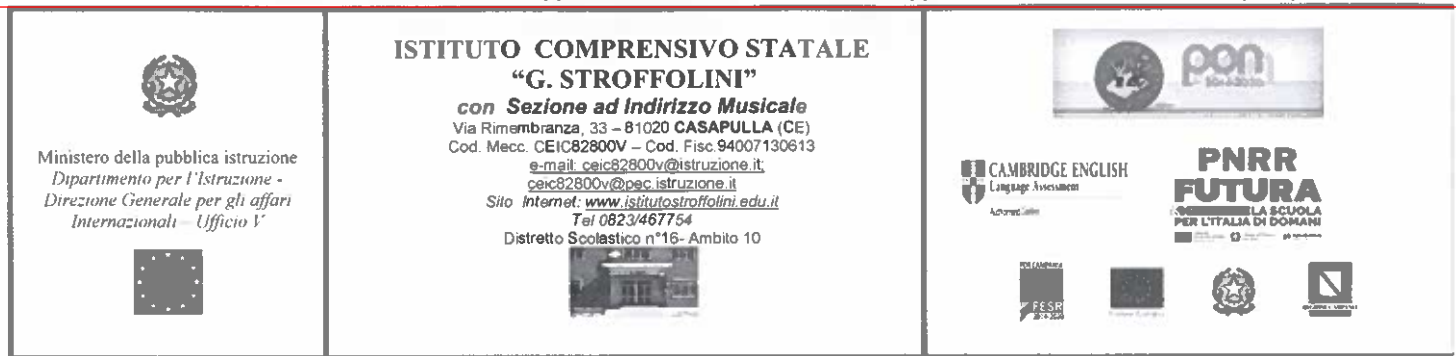 Ministero della pubblica istruzione
Dipartimento per l'Istruzione -
Direzione Generale per gli affari
Internazionali - Ufficio V
ISTITUTO COMPRENSIVO STATALE
“G. STROFFOLINI”
con Sezione ad Indirizzo Musicale
Via Rimembranza, 33 – 81020 CASAPULLA (CE)
Cod. Mecc. CEIC82800V – Cod. Fisc.94007130613
e-mail: ceic82800v@istruzione.it;
ceic82800v@pec.istruzione.it
Sito Internet: www.istitutostroffolini.edu.it
Tel 0823/467754
Distretto Scolastico n°16- Ambito 10
pon
CAMBRIDGE ENGLISH
Language Assessment
PNRR
FUTURA
LA SCUOLA
PER L'ITALIA DI DOMANI
FESR